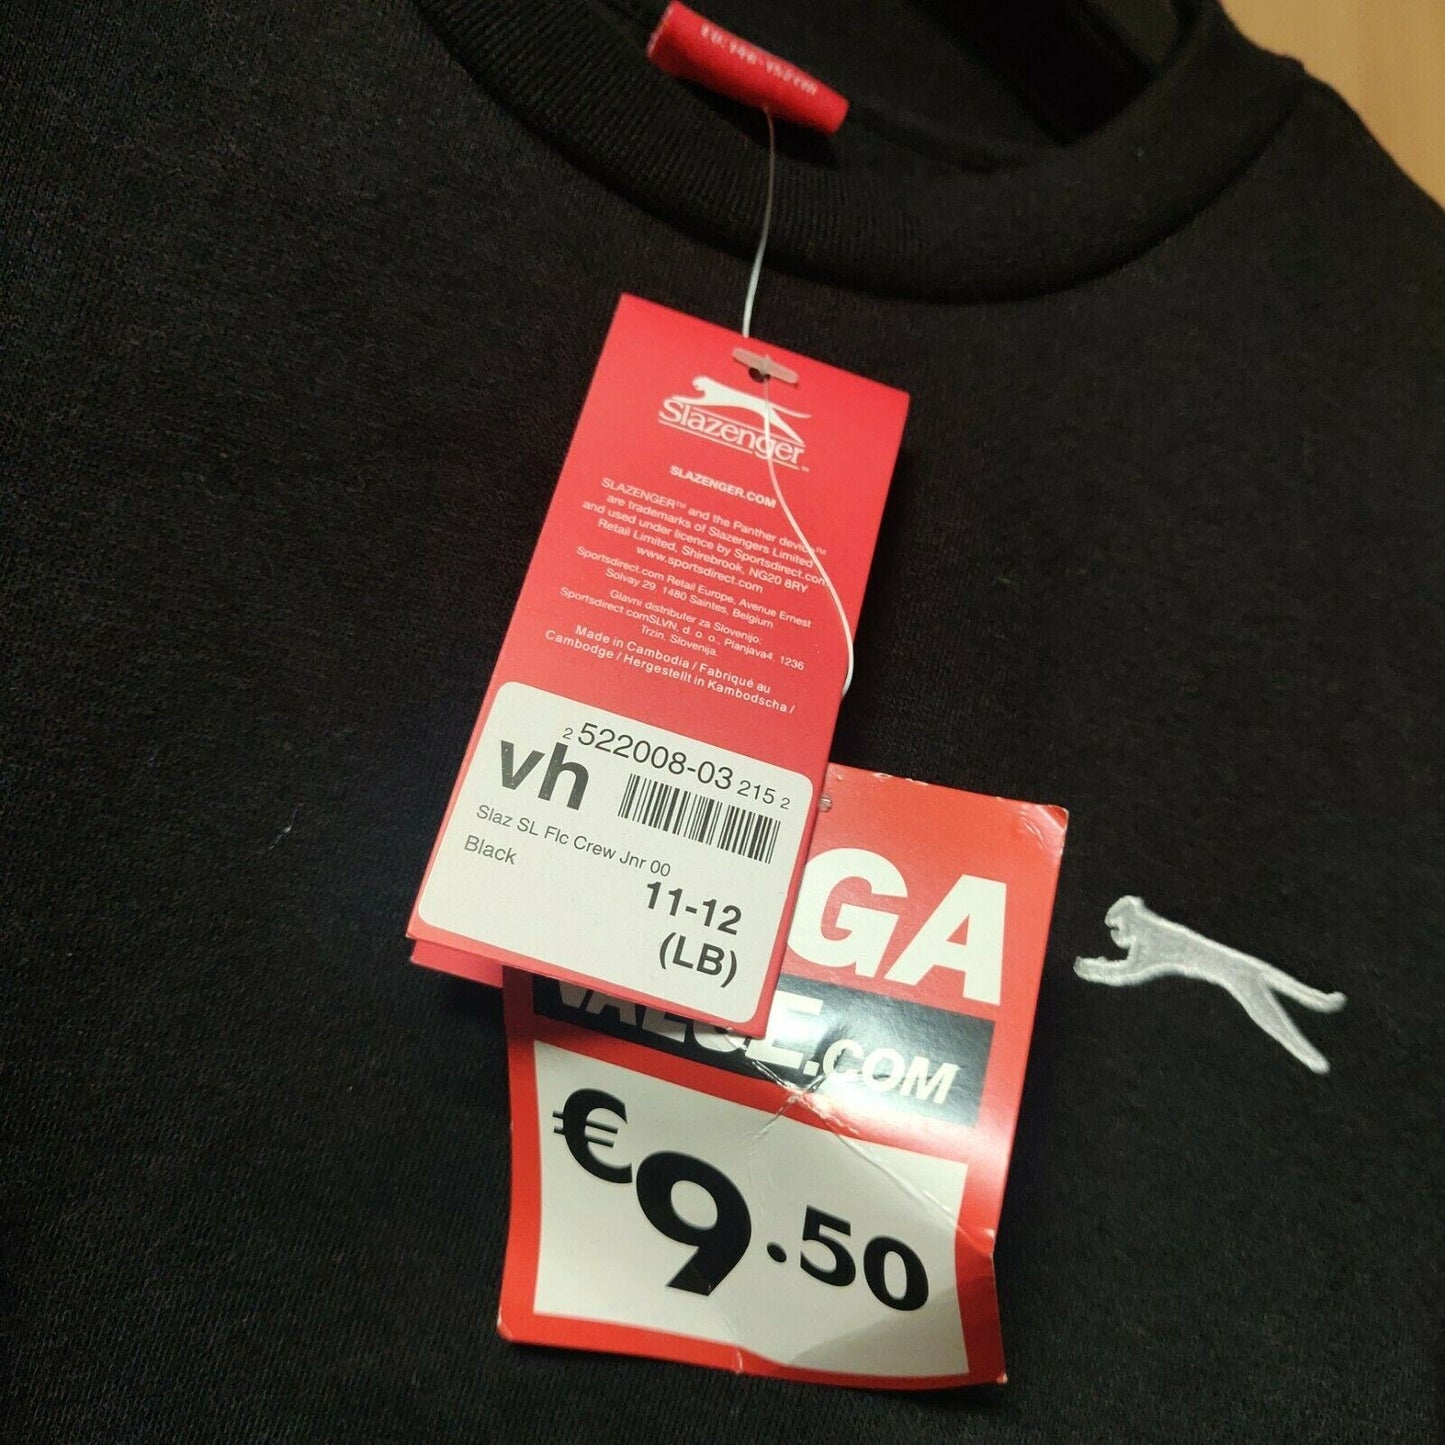 Slazenger
SLAZENGER.COM
SLAZENGER™ and the Panther device™
are trademarks of Slazengers Limited
and used under licence by Sportsdirect.com
Retail Limited, Shirebrook, NG20 8RY
www.sportsdirect.com
Sportsdirect.com Retail Europe, Avenue Ernest
Solvay 29 1480 Saintes, Belgium
Glavni distributer za Slovenijo:
Sportsdirect.comSLVN. d. o. o., Planjava4, 1236
Trzin, Slovenija.
Made in Cambodia / Fabriqué au
Cambodge / Hergestellt in Kambodscha /
2 522008-03 215 2
vh
Slaz SL Flc Crew Jnr 00
Black
11-12
(LB)
GA
VALUE.COM
€9.50